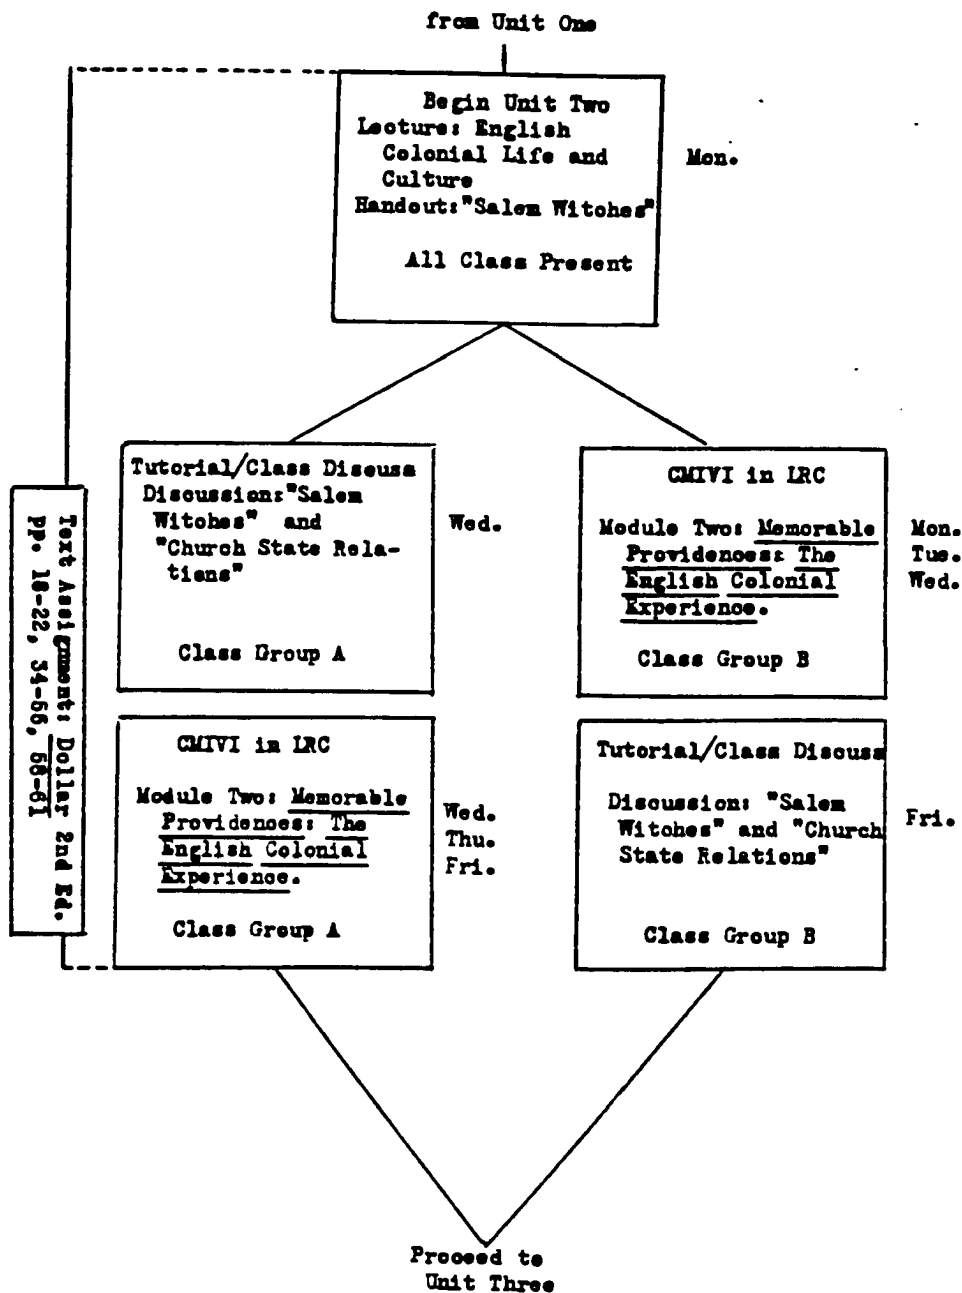 from Unit One
Begin Unit Two
Lecture: English
Colonial Life and
Culture
Handout:"Salem Witches"
All Class Present
Mon.
Tutorial/Class Discuss
Discussion:"Salem
Witches" and
"Church State Rela-
tions"
Class Group A
Wed.
CMIVI in LRC
Module Two: Memorable
Providences: The
English Colonial
Experience.
Class Group B
Mon.
Tue.
Wed.
Text Assignment: Dollar 2nd Ed.
pp. 18-22, 34-56, 58-61
CMIVI in LRC
Module Two: Memorable
Providences: The
English Colonial
Experience.
Class Group A
Wed.
Thu.
Fri.
Tutorial/Class Discuss
Discussion: "Salem
Witches" and "Church
State Relations"
Class Group B
Fri.
Proceed to
Unit Three